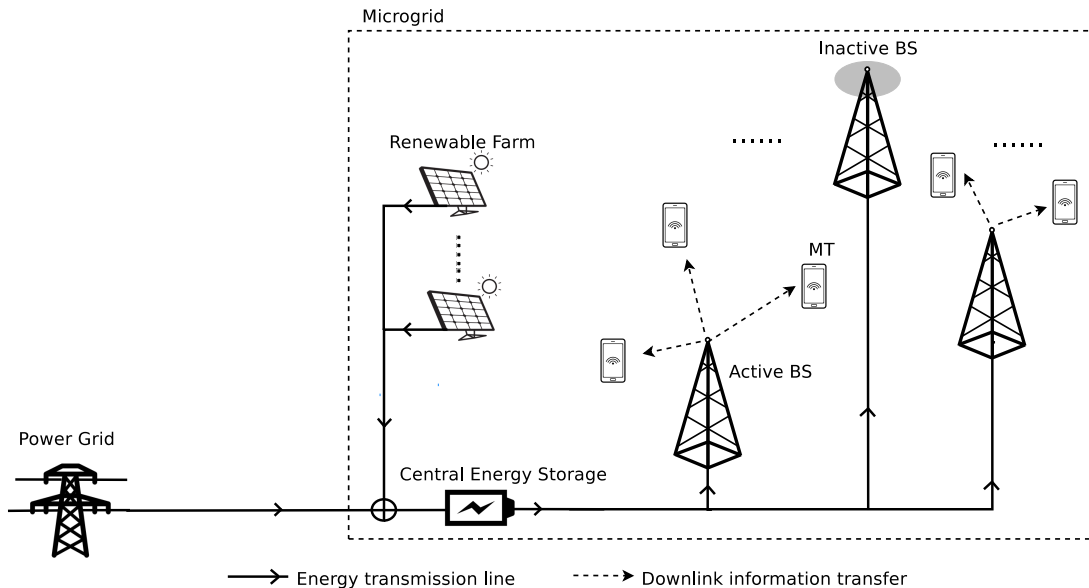 Microgrid
Inactive BS
Renewable Farm
MT
Active BS
Power Grid
Central Energy Storage
Energy transmission line
Downlink information transfer